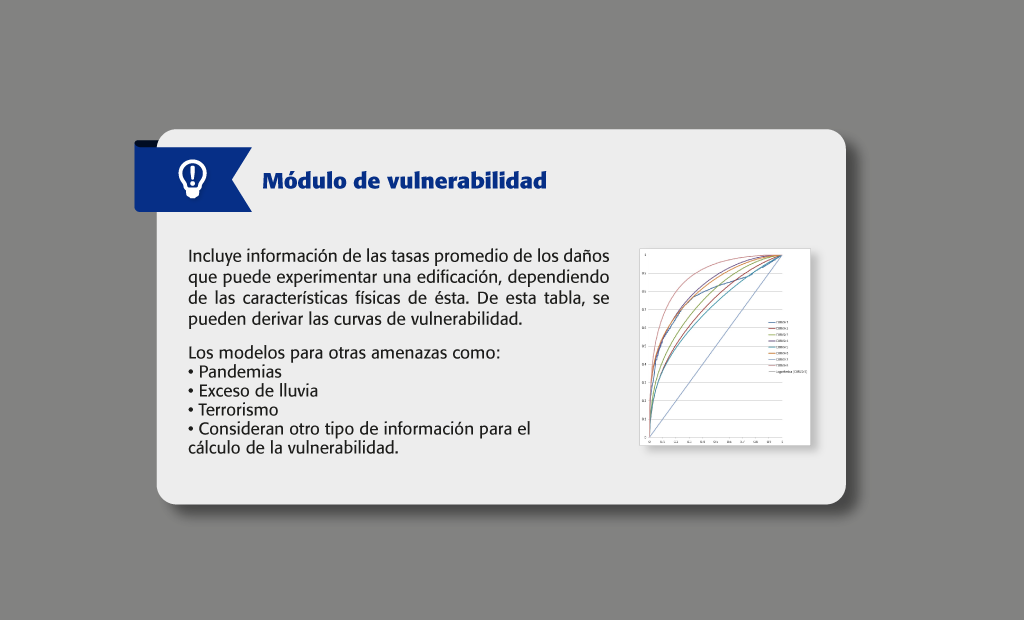 Módulo de vulnerabilidad
Incluye información de las tasas promedio de los daños
que puede experimentar una edificación, dependiendo
de las características físicas de ésta. De esta tabla, se
pueden derivar las curvas de vulnerabilidad.
Los modelos para otras amenazas como:
• Pandemias
• Exceso de lluvia
• Terrorismo
• Consideran otro tipo de información para el
cálculo de la vulnerabilidad.